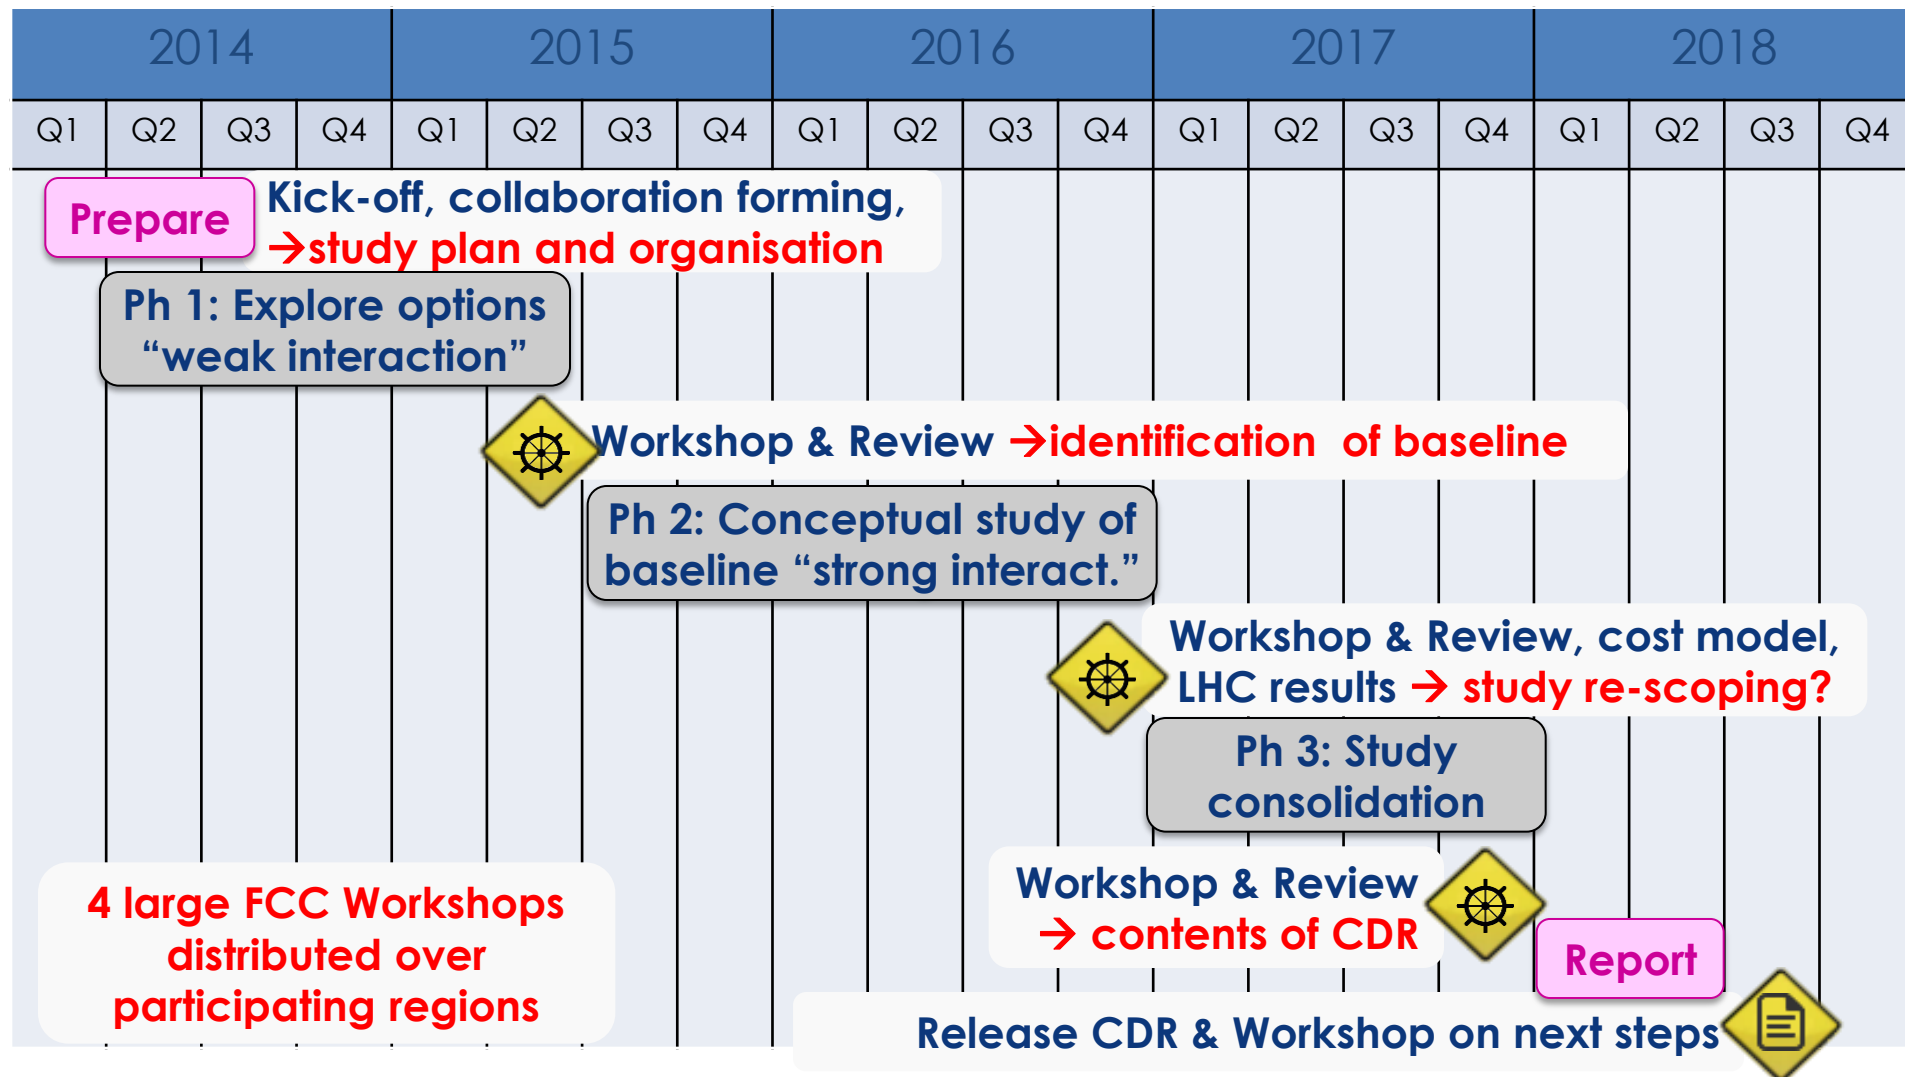 2014 2015 2016 2017 2018
Q1 Q2 Q3 Q4 Q1 Q2 Q3 Q4 Q1 Q2 Q3 Q4 Q1 Q2 Q3 Q4 Q1 Q2 Q3 Q4
Prepare
Kick-off, collaboration forming,
→study plan and organisation
Ph 1: Explore options
“weak interaction”
Workshop & Review →identification of baseline
Ph 2: Conceptual study of
baseline “strong interact.”
Workshop & Review, cost model,
LHC results → study re-scoping?
Ph 3: Study
consolidation
Workshop & Review
→ contents of CDR
4 large FCC Workshops
distributed over
participating regions
Report
Release CDR & Workshop on next steps